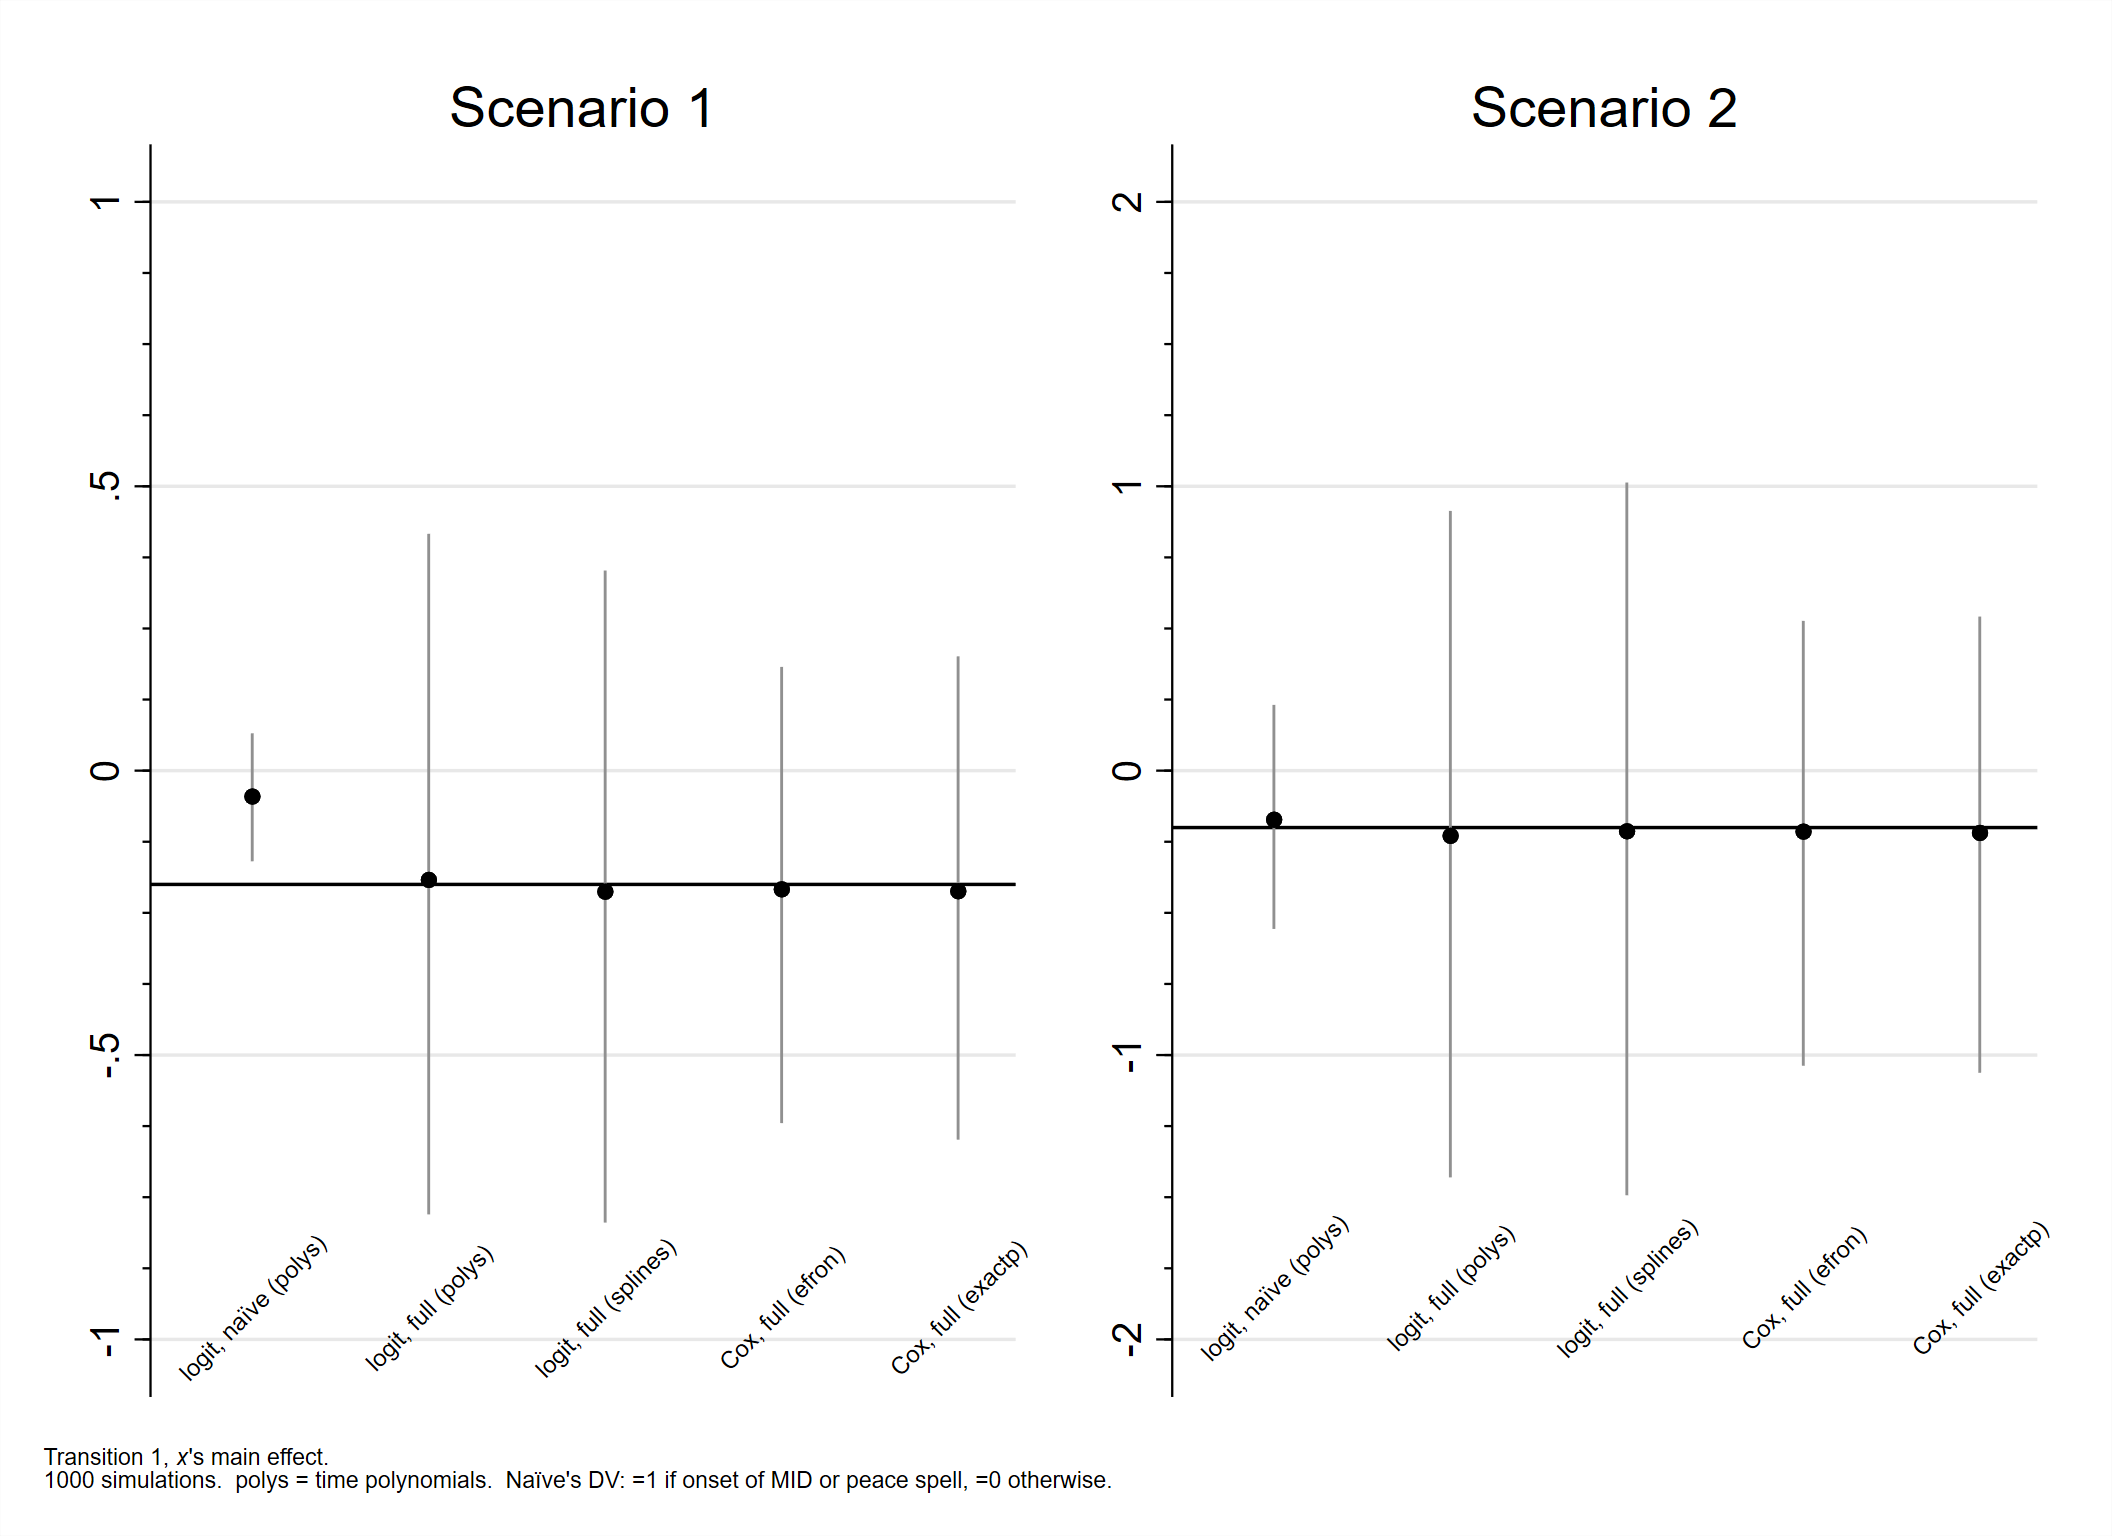 Scenario 1
1
.5
0
-.5
-1
logit, naïve (polys)
logit, full (polys)
logit, full (splines)
Cox, full (efron)
Cox, full (exactp)
Scenario 2
2
1
0
-1
-2
logit, naïve (polys)
logit, full (polys)
logit, full (splines)
Cox, full (efron)
Cox, full (exactp)
Transition 1, x's main effect.
1000 simulations.  polys = time polynomials.  Naïve's DV: =1 if onset of MID or peace spell, =0 otherwise.